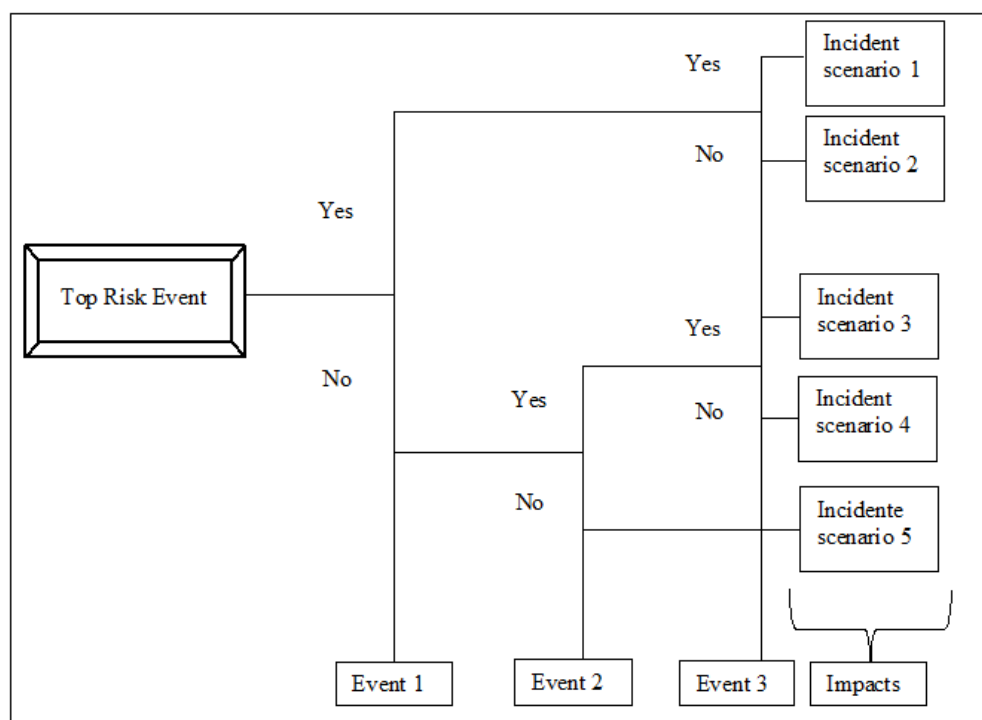 Yes
Incident
scenario 1
No
Incident
scenario 2
Yes
Top Risk Event
Incident
scenario 3
Yes
No
Yes
No
Incident
scenario 4
No
Incidente
scenario 5
Event 1
Event 2
Event 3
Impacts